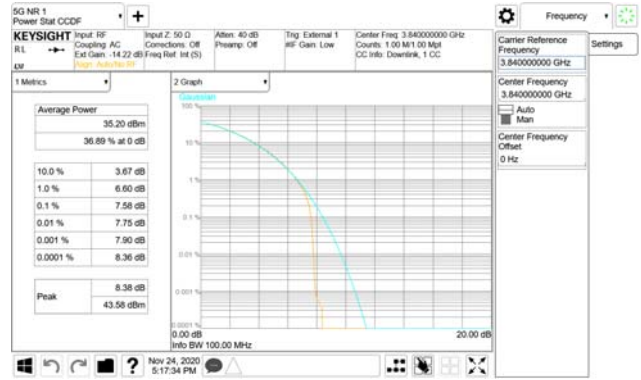 5G NR 1
Power Stat CCDF
Frequency
KEYSIGHT
RL
Input: RF
Coupling: AC
Ext Gain: -14.22 dB
Align: Auto/No RF
Input Z: 50 Ω
Corrections: Off
Freq Ref: Int (S)
Atten: 40 dB
Preamp: Off
Trig: External 1
#IF Gain: Low
Center Freq: 3.840000000 GHz
Counts: 1.00 M/1.00 Mpt
CC Info: Downlink, 1 CC
Carrier Reference
Frequency
3.840000000 GHz
Settings
Center Frequency
3.840000000 GHz
Auto
Man
Center Frequency
Offset
0 Hz
1 Metrics
Average Power
35.20 dBm
36.89 % at 0 dB
10.0 % 3.67 dB
1.0 % 6.60 dB
0.1 % 7.58 dB
0.01 % 7.75 dB
0.001 % 7.90 dB
0.0001 % 8.36 dB
Peak
8.38 dB
43.58 dBm
2 Graph
Gaussian
100 %
10 %
1 %
0.1 %
0.01 %
0.001 %
0.0001 %
0.00 dB
20.00 dB
Info BW 100.00 MHz
Nov 24, 2020
5:17:34 PM